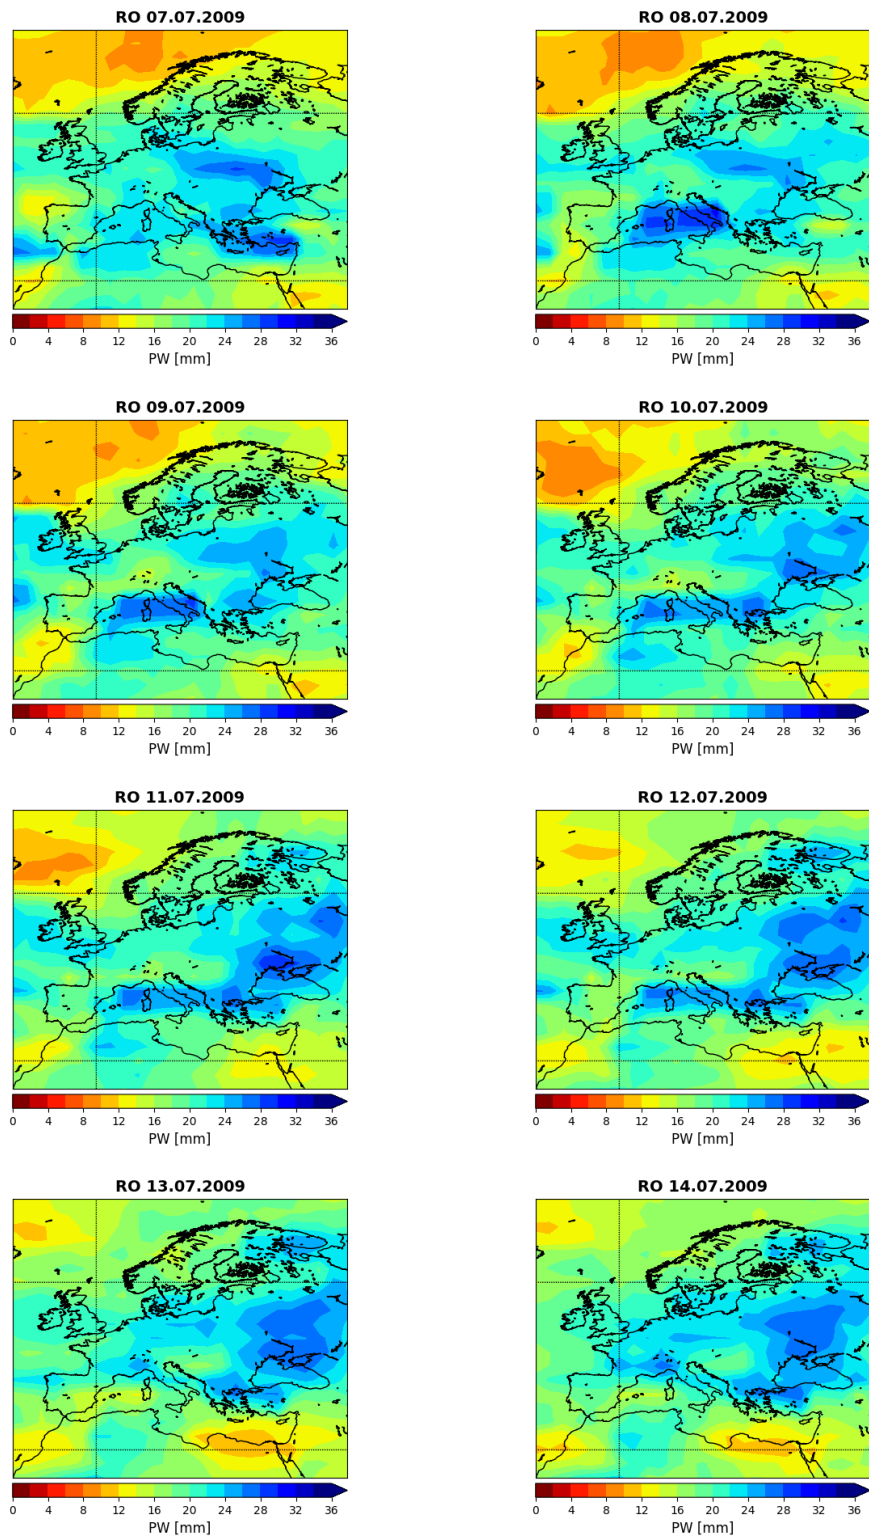 RO 07.07.2009
RO 08.07.2009
0 4 8 12 16 20 24 28 32 36
0 4 8 12 16 20 24 28 32 36
PW [mm]
PW [mm]
RO 09.07.2009
RO 10.07.2009
0 4 8 12 16 20 24 28 32 36
0 4 8 12 16 20 24 28 32 36
PW [mm]
PW [mm]
RO 11.07.2009
RO 12.07.2009
0 4 8 12 16 20 24 28 32 36
0 4 8 12 16 20 24 28 32 36
PW [mm]
PW [mm]
RO 13.07.2009
RO 14.07.2009
0 4 8 12 16 20 24 28 32 36
0 4 8 12 16 20 24 28 32 36
PW [mm]
PW [mm]